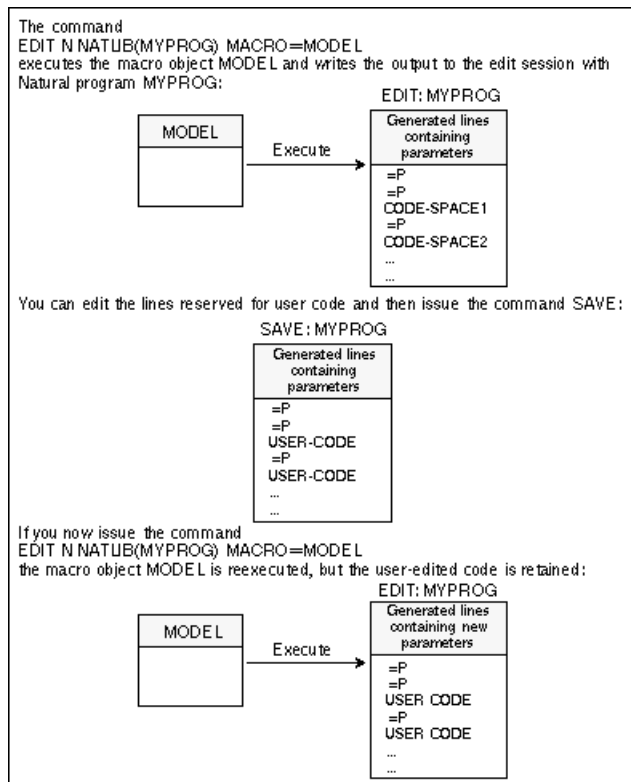 The command
EDIT N NATLIB(MYPROG) MACRO=MODEL
executes the macro object MODEL and writes the output to the edit session with
Natural program MYPROG:
EDIT: MYPROG
MODEL
Execute
Generated lines
containing
parameters
=P
=P
CODE-SPACE1
=P
CODE-SPACE2
...
...
You can edit the lines reserved for user code and then issue the command SAVE:
SAVE: MYPROG
Generated lines
containing
parameters
=P
=P
USER-CODE
=P
USER-CODE
...
...
If you now issue the command
EDIT N NATLIB(MYPROG) MACRO=MODEL
the macro object MODEL is reexecuted, but the user-edited code is retained:
EDIT: MYPROG
MODEL
Execute
Generated lines
containing new
parameters
=P
=P
USER CODE
=P
USER CODE
...
...